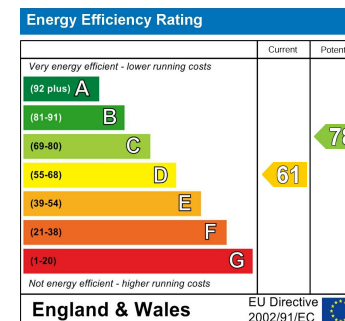 Energy Efficiency Rating
Current
Very energy efficient - lower running costs
(92 plus) A
(81-91) B
(69-80) C
(55-68) D
(39-54) E
(21-38) F
(1-20) G
61
Not energy efficient - higher running costs
England & Wales
EU Directive
2002/91/EC